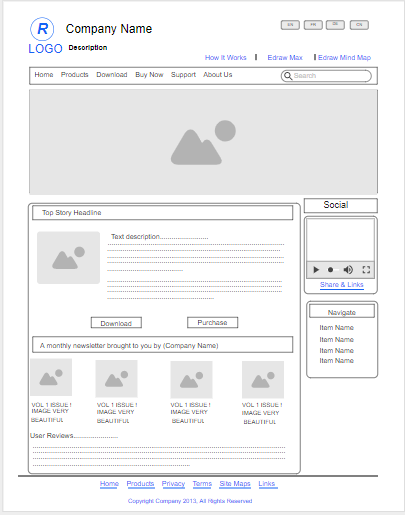 R
LOGO
Company Name
Description
EN FR DE CN
How It Works | Edraw Max | Edraw Mind Map
Home Products Download Buy Now Support About Us
Search
Top Story Headline
Text description........................
Download Purchase
A monthly newsletter brought to you by (Company Name)
VOL 1 ISSUE ! VOL 1 ISSUE ! VOL 1 ISSUE ! VOL 1 ISSUE !
IMAGE VERY IMAGE VERY IMAGE VERY IMAGE VERY
BEAUTIFUL BEAUTIFUL BEAUTIFUL BEAUTIFUL
User Reviews......................
Social
Share & Links
Navigate
Item Name
Item Name
Item Name
Item Name
Home Products Privacy Terms Site Maps Links
Copyright Company 2013, All Rights Reserved